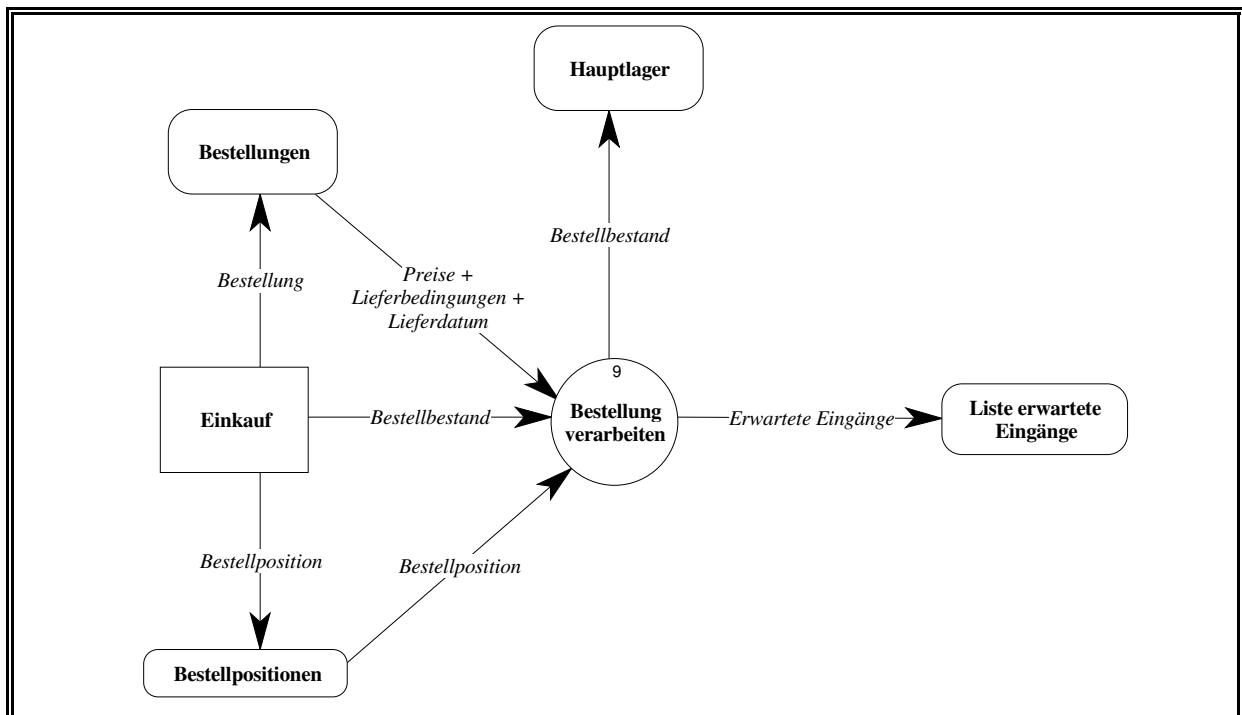 Hauptlager
Bestellungen
Bestellbestand
Bestellung
Preise +
Lieferbedingungen +
Lieferdatum
9
Einkauf
Bestellbestand
Bestellung
verarbeiten
Erwartete Eingänge
Liste erwartete
Eingänge
Bestellposition
Bestellposition
Bestellpositionen